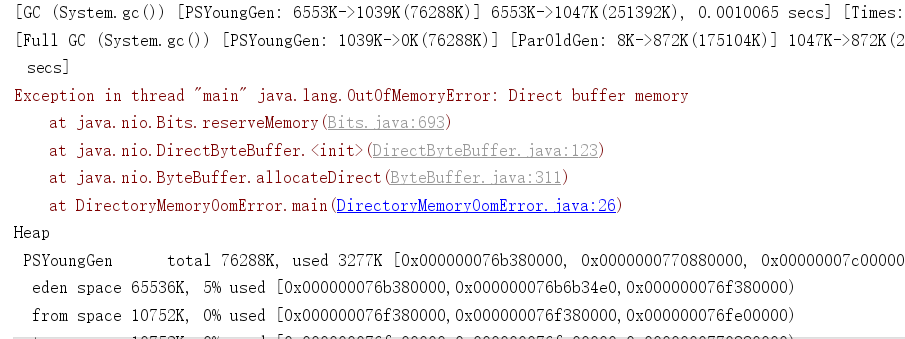 [GC (System.gc()) [PSYoungGen: 6553K->1039K(76288K)] 6553K->1047K(251392K), 0.0010065 secs] [Times:
[Full GC (System.gc()) [PSYoungGen: 1039K->0K(76288K)] [ParOldGen: 8K->872K(175104K)] 1047K->872K(2
secs]
Exception in thread "main" java.lang.OutOfMemoryError: Direct buffer memory
at java.nio.Bits.reserveMemory(Bits.java:693)
at java.nio.DirectByteBuffer.<init>(DirectByteBuffer.java:123)
at java.nio.ByteBuffer.allocateDirect(ByteBuffer.java:311)
at DirectoryMemoryOomError.main(DirectoryMemoryOomError.java:26)
Heap
PSYoungGen total 76288K, used 3277K [0x000000076b380000, 0x0000000770880000, 0x00000007c00000
eden space 65536K, 5% used [0x000000076b380000,0x000000076b6b34e0,0x000000076f380000)
from space 10752K, 0% used [0x000000076f380000,0x000000076f380000,0x000000076fe00000)